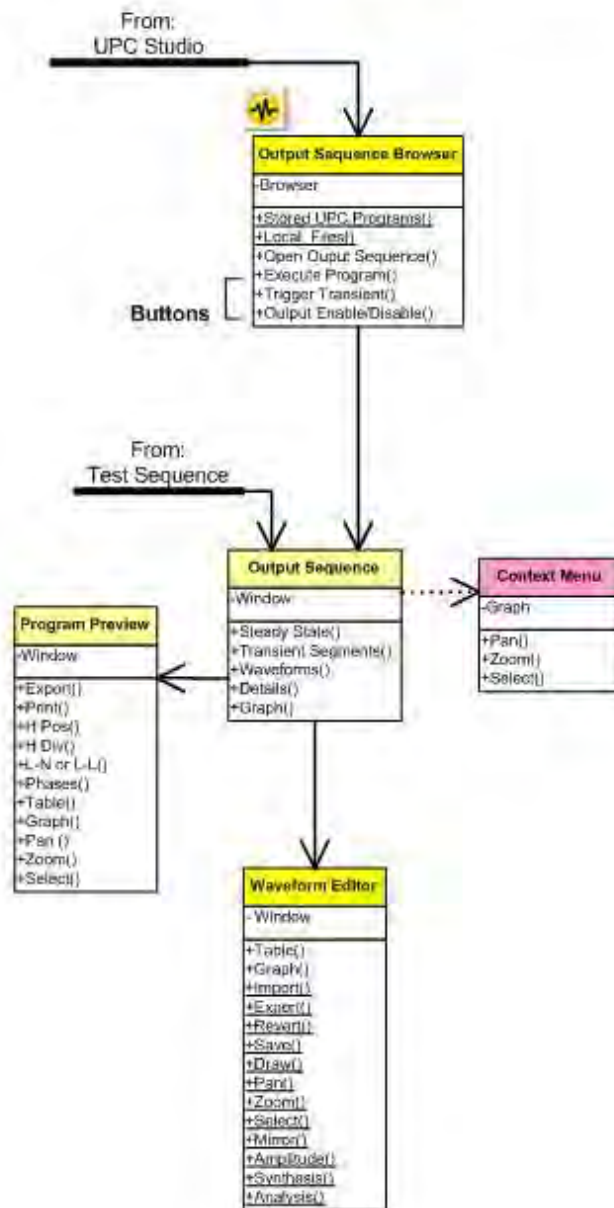 From:
UPC Studio
Output Sequence Browser
-Browser
+Stored UPC Programs()
+Local Files()
+Open Ouput Sequence()
+Execute Program()
+Trigger Transient()
+Output Enable/Disable()
Buttons
From:
Test Sequence
Output Sequence
-Window
+Steady State()
+Transient Segments()
+Waveforms()
+Details()
+Graph()
Context Menu
-Graph
+Pan()
+Zoom()
+Select()
Program Preview
-Window
+Export()
+Print()
+H Pos()
+H Div()
+L-N or L-L()
+Phases()
+Table()
+Graph()
+Pan ()
+Zoom()
+Select()
Waveform Editor
- Window
+Table()
+Graph()
+Import()
+Export()
+Revert()
+Save()
+Draw()
+Pan()
+Zoom()
+Select()
+Mirror()
+Amplitude()
+Synthesis()
+Analysis()